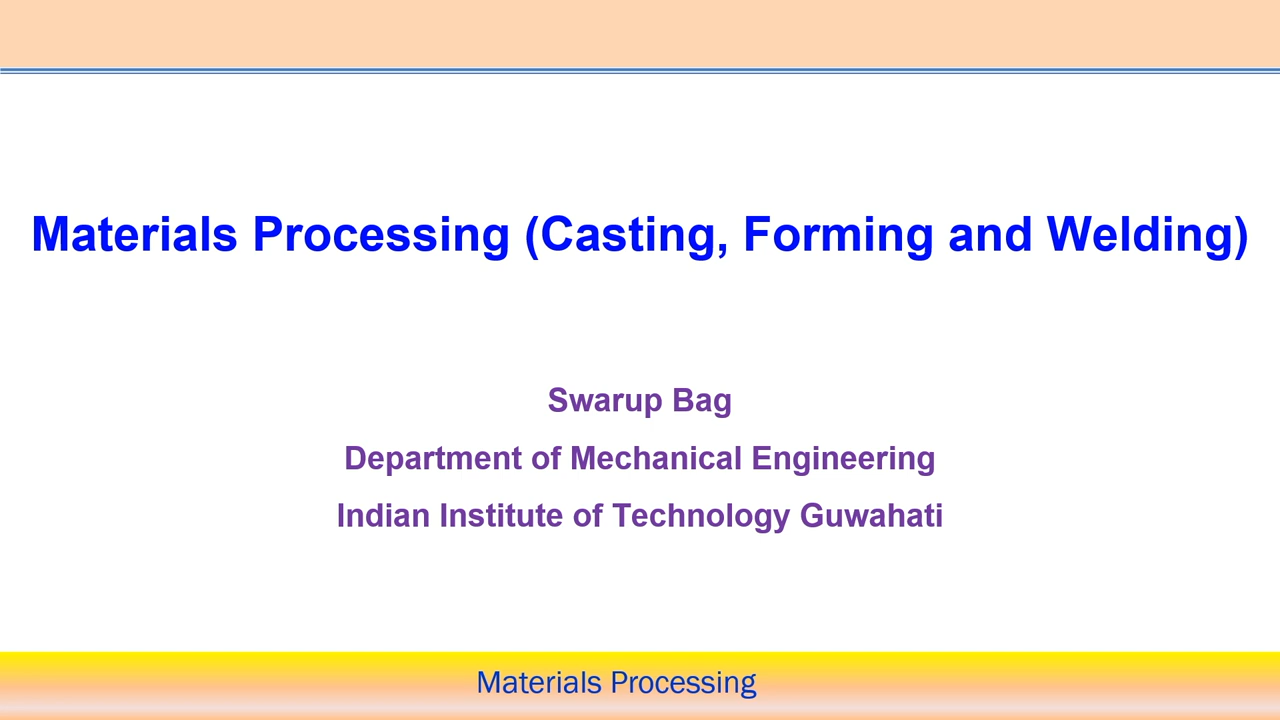 Materials Processing (Casting, Forming and Welding)
Swarup Bag
Department of Mechanical Engineering
Indian Institute of Technology Guwahati
Materials Processing